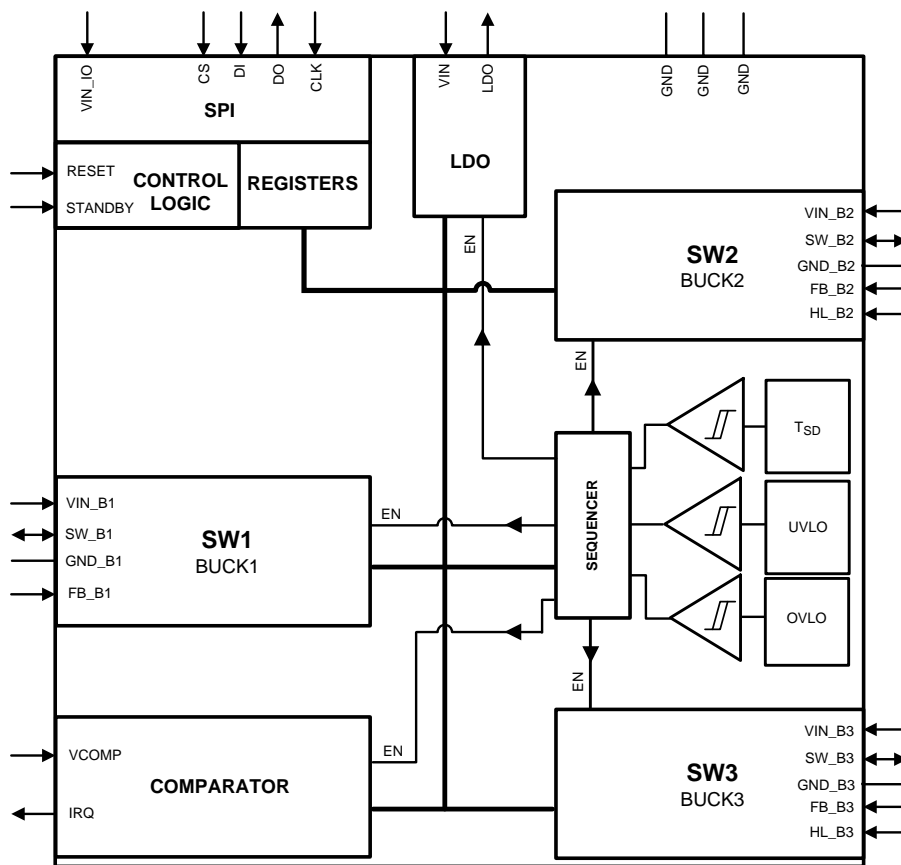 VIN_IO
CS
DI
DO
CLK
VIN
LDO
GND
GND
GND
SPI
LDO
RESET
STANDBY
CONTROL
LOGIC
REGISTERS
EN
SW2
BUCK2
VIN_B2
SW_B2
GND_B2
FB_B2
HL_B2
EN
SEQUENCER
TSD
UVLO
OVLO
VIN_B1
SW_B1
GND_B1
FB_B1
SW1
BUCK1
EN
EN
EN
VCOMP
IRQ
COMPARATOR
SW3
BUCK3
VIN_B3
SW_B3
GND_B3
FB_B3
HL_B3